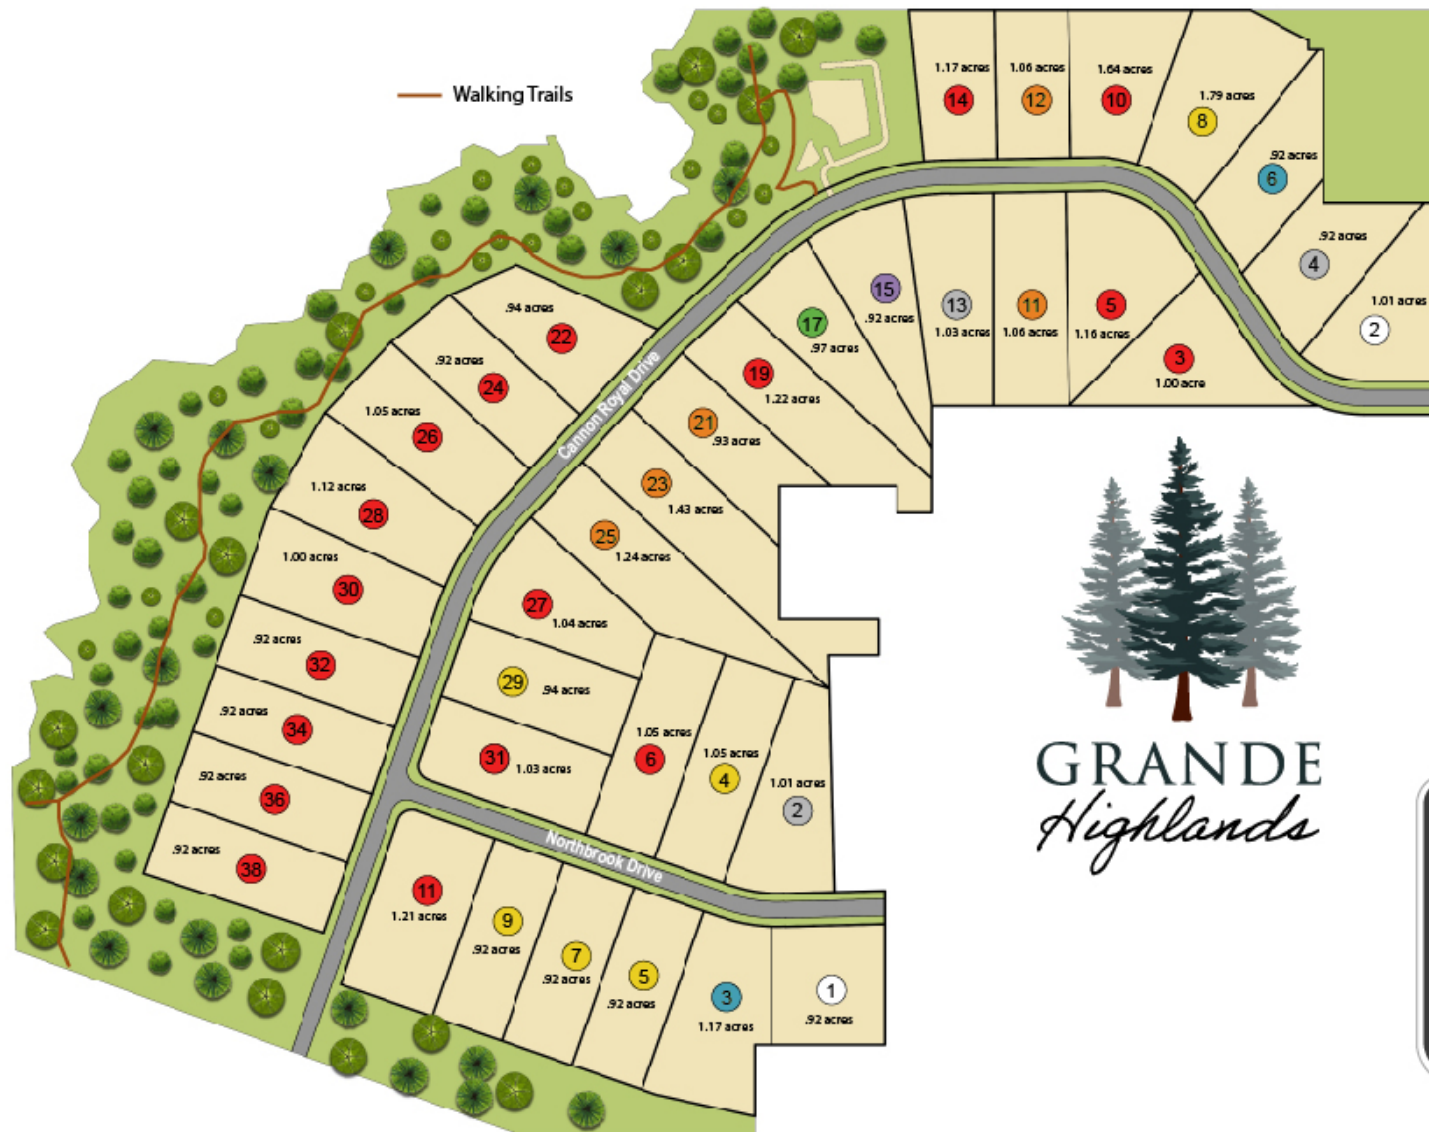 Walking Trails
1.17 acres
14
1.06 acres
12
1.64 acres
10
1.79 acres
8
.92 acres
6
.92 acres
4
1.01 acres
2
15
.92 acres
13
1.03 acres
11
1.06 acres
5
1.16 acres
3
1.00 acre
17
.97 acres
19
1.22 acres
21
.93 acres
23
1.43 acres
25
1.24 acres
.94 acres
22
.92 acres
24
1.05 acres
26
1.12 acres
28
1.00 acres
30
.92 acres
32
.92 acres
34
.92 acres
36
.92 acres
38
Cannon Royal Drive
27
1.04 acres
29
.94 acres
31
1.03 acres
1.05 acres
6
1.05 acres
4
1.01 acres
2
Northbrook Drive
11
1.21 acres
9
.92 acres
7
.92 acres
5
.92 acres
3
1.17 acres
1
.92 acres
GRANDE
Highlands